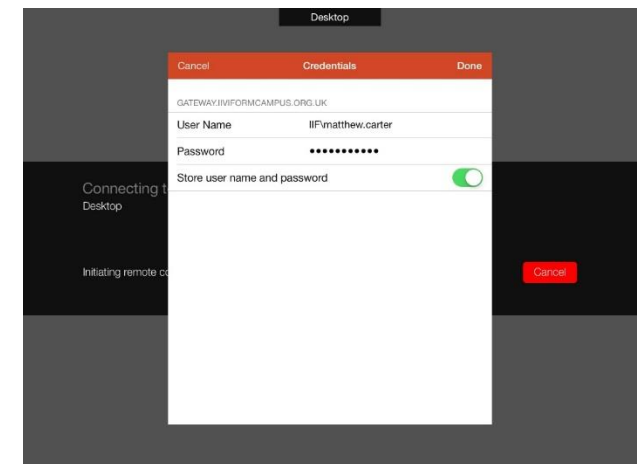 Desktop
Cancel Credentials Done
GATEWAY.IIVIFORMCAMPUS.ORG.UK
User Name IIF\matthew.carter
Password •••••••••••
Store user name and password
Connecting t
Desktop
Initiating remote co
Cancel